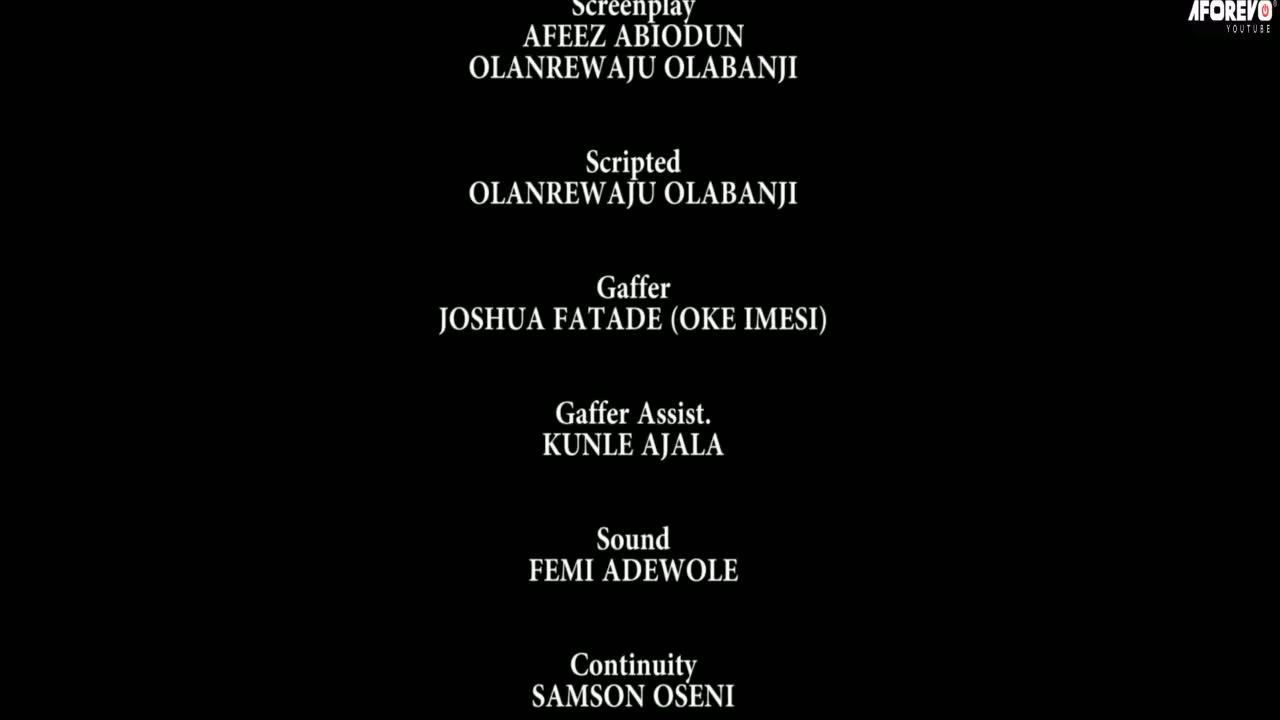 AFOREVO
YOUTUBE
Screenplay
AFEEZ ABIODUN
OLANREWAJU OLABANJI
Scripted
OLANREWAJU OLABANJI
Gaffer
JOSHUA FATADE (OKE IMESI)
Gaffer Assist.
KUNLE AJALA
Sound
FEMI ADEWOLE
Continuity
SAMSON OSENI